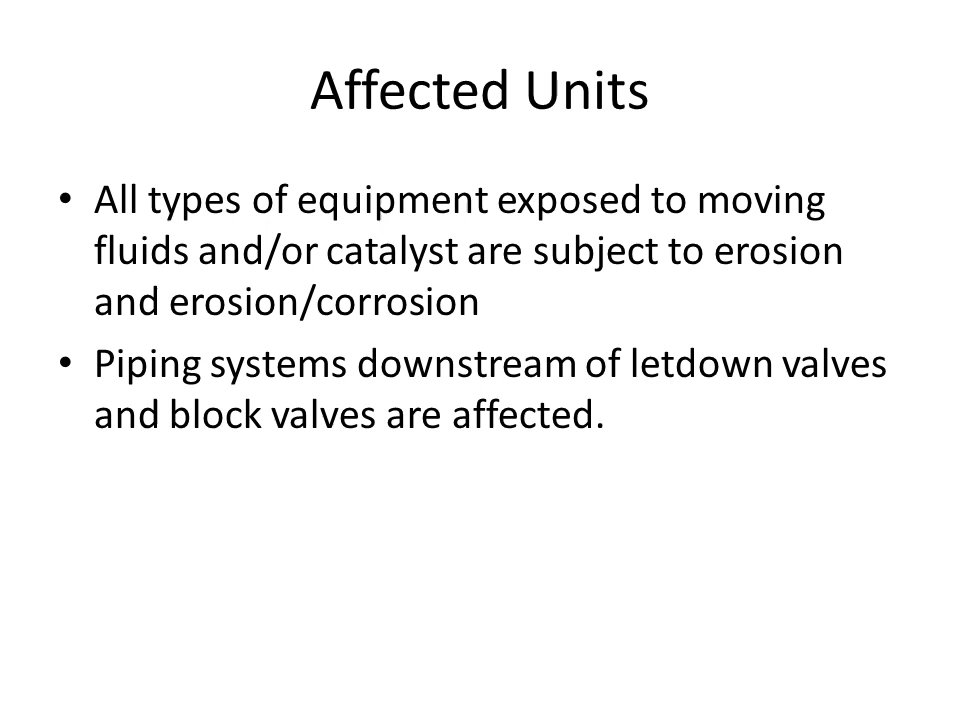 Affected Units
• All types of equipment exposed to moving
fluids and/or catalyst are subject to erosion
and erosion/corrosion
• Piping systems downstream of letdown valves
and block valves are affected.